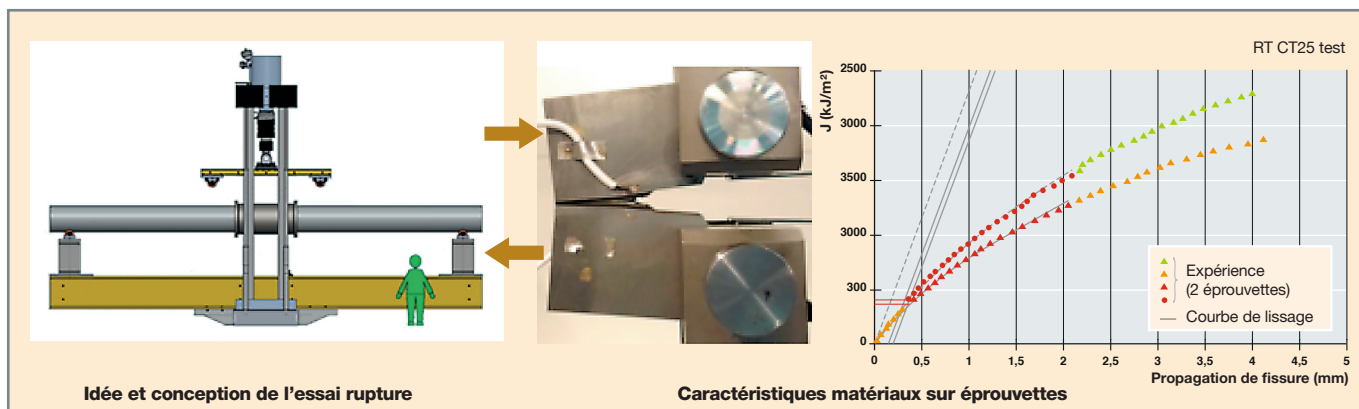 RT CT25 test
J (kJ/m²)
2500
3000
3500
3000
300
0
0
0,5
1
1,5
2
2,5
3
3,5
4
4,5
5
Propagation de fissure (mm)
Expérience
(2 éprouvettes)
Courbe de lissage
Idée et conception de l'essai rupture
Caractéristiques matériaux sur éprouvettes